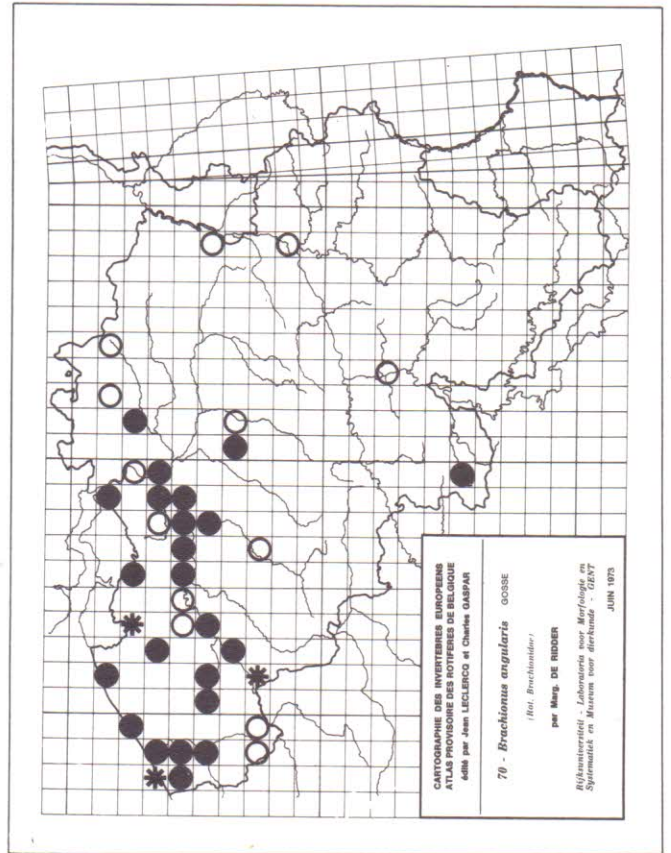 CARTOGRAPHIE DES INVERTEBRES EUROPEENS
ATLAS PROVISOIRE DES ROTIFERES DE BELGIQUE
édité par Jean LECLERCQ et Charles GASPAR
70 - Brachionus angularis GOSSE
(Rot. Brachionidae)
par Marg. DE RIDDER
Rijksuniversiteit - Laboratoria voor Morfologie en
Systematiek en Museum voor dierkunde - GENT
JUIN 1973